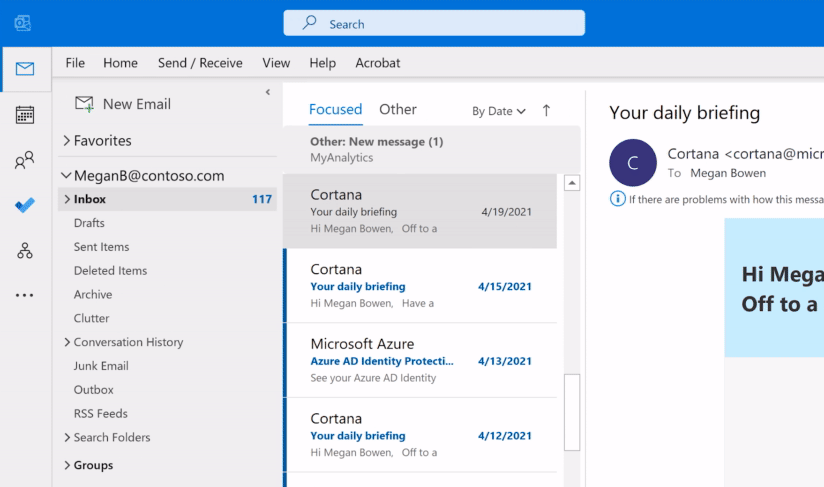 Search
File Home Send / Receive View Help Acrobat
New Email
Favorites
MeganB@contoso.com
Inbox 117
Drafts
Sent Items
Deleted Items
Archive
Clutter
Conversation History
Junk Email
Outbox
RSS Feeds
Search Folders
Groups
Focused Other By Date
Other: New message (1)
MyAnalytics
Cortana
Your daily briefing 4/19/2021
Hi Megan Bowen, Off to a
Cortana
Your daily briefing 4/15/2021
Hi Megan Bowen, Have a
Microsoft Azure
Azure AD Identity Protecti... 4/13/2021
See your Azure AD Identity
Cortana
Your daily briefing 4/12/2021
Hi Megan Bowen, Off to a
Your daily briefing
C
Cortana <cortana@micr
To Megan Bowen
If there are problems with how this messa
Hi Mega
Off to a